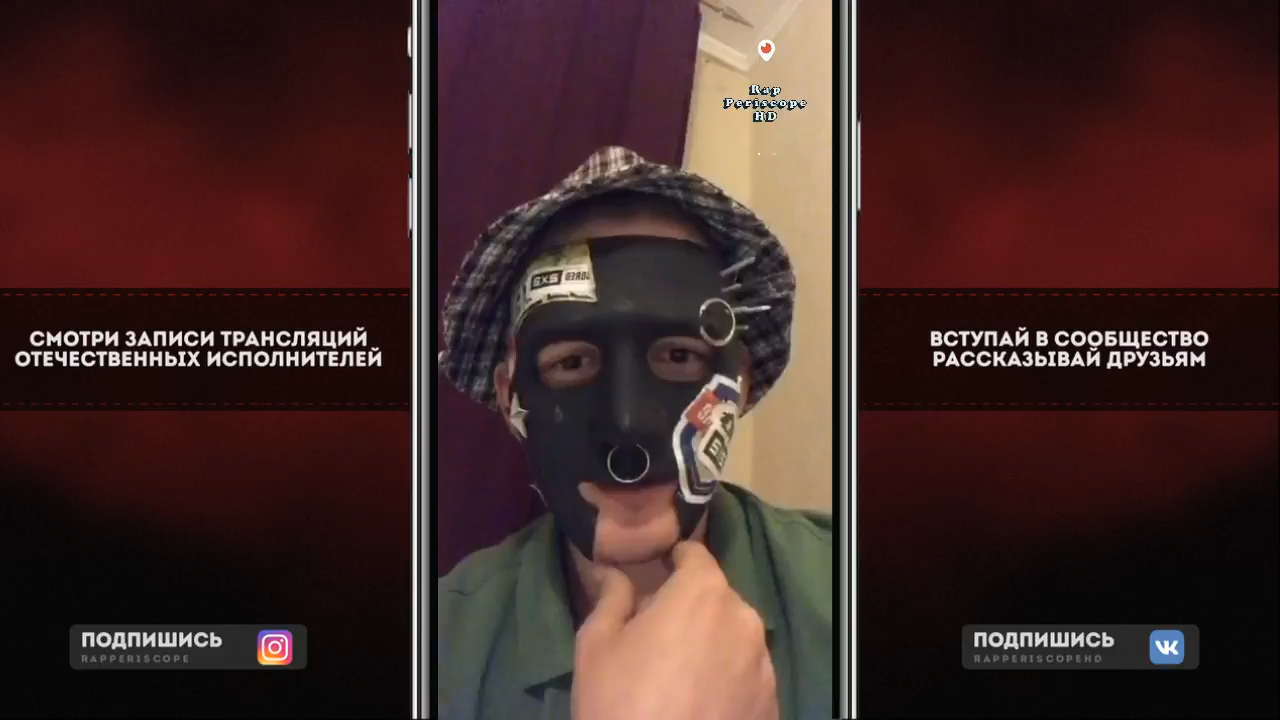 Rap
Periscope
HD
СМОТРИ ЗАПИСИ ТРАНСЛЯЦИЙ
ОТЕЧЕСТВЕННЫХ ИСПОЛНИТЕЛЕЙ
ВСТУПАЙ В СООБЩЕСТВО
РАССКАЗЫВАЙ ДРУЗЬЯМ
ПОДПИШИСЬ
RAPPERISCOPE
ПОДПИШИСЬ
RAPPERISCOPEHD